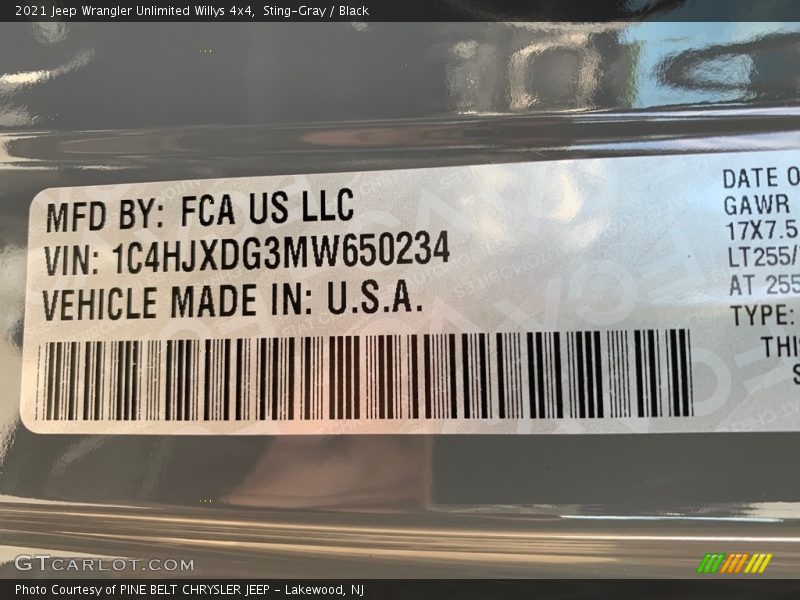 2021 Jeep Wrangler Unlimited Willys 4x4, Sting-Gray / Black
MFD BY: FCA US LLC
VIN: 1C4HJXDG3MW650234
VEHICLE MADE IN: U.S.A.
DATE O
GAWR
17X7.5
LT255/
AT 255
TYPE:
THIS
S
GTCARLOT.COM
Photo Courtesy of PINE BELT CHRYSLER JEEP - Lakewood, NJ